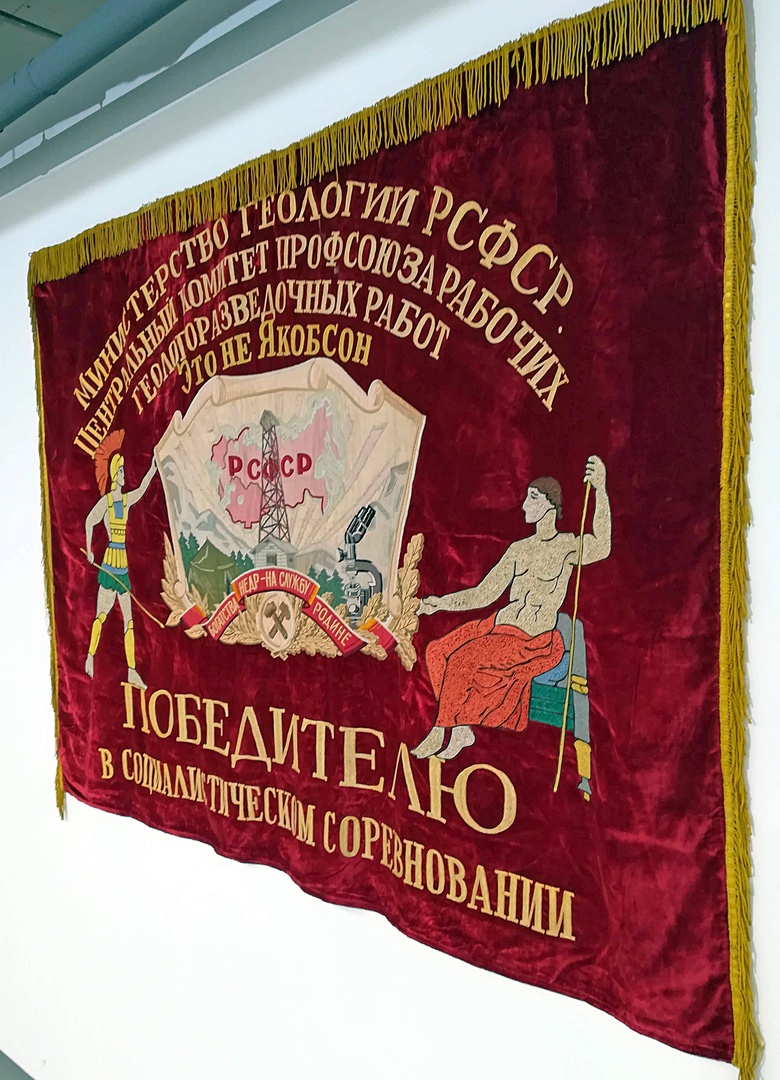 МИНИСТЕРСТВО ГЕОЛОГИИ РСФСР.
ЦЕНТРАЛЬНЫЙ КОМИТЕТ ПРОФСОЮЗА РАБОЧИХ
ГЕОЛОГОРАЗВЕДОЧНЫХ РАБОТ
ЭТО НЕ ЯКОБСОН
РСФСР
БОГАТСТВА НЕДР - НА СЛУЖБУ РОДИНЕ
ПОБЕДИТЕЛЮ
В СОЦИАЛИСТИЧЕСКОМ СОРЕВНОВАНИИ